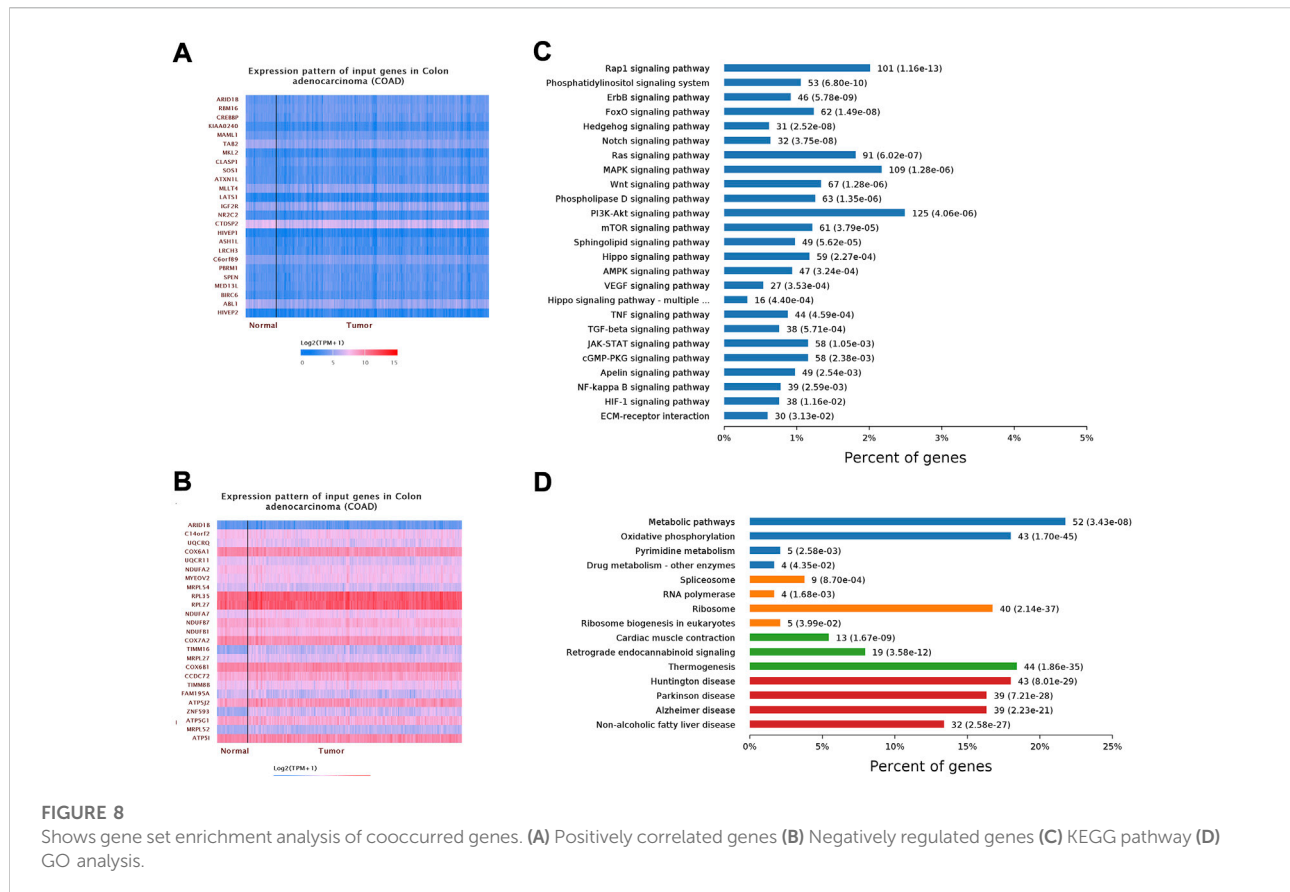 A
Expression pattern of input genes in Colon
adenocarcinoma (COAD)
ARID1B
RBM16
CREBBP
KIAA0240
MAML1
TAB2
MKL2
CLASP1
SOS1
ATXN1L
MLLT4
LATS1
IGF2R
NR2C2
CTDSP2
HIVEP1
ASH1L
LRCH3
C6orf89
PBRM1
SPEN
MED13L
BIRC6
ABL1
HIVEP2
Normal Tumor
Log2(TPM+1)
0 5 10 15
C
Rap1 signaling pathway 101 (1.16e-13)
Phosphatidylinositol signaling system 53 (6.80e-10)
ErbB signaling pathway 46 (5.78e-09)
FoxO signaling pathway 62 (1.49e-08)
Hedgehog signaling pathway 31 (2.52e-08)
Notch signaling pathway 32 (3.75e-08)
Ras signaling pathway 91 (6.02e-07)
MAPK signaling pathway 109 (1.28e-06)
Wnt signaling pathway 67 (1.28e-06)
Phospholipase D signaling pathway 63 (1.35e-06)
PI3K-Akt signaling pathway 125 (4.06e-06)
mTOR signaling pathway 61 (3.79e-05)
Sphingolipid signaling pathway 49 (5.62e-05)
Hippo signaling pathway 59 (2.27e-04)
AMPK signaling pathway 47 (3.24e-04)
VEGF signaling pathway 27 (3.53e-04)
Hippo signaling pathway - multiple ... 16 (4.40e-04)
TNF signaling pathway 44 (4.59e-04)
TGF-beta signaling pathway 38 (5.71e-04)
JAK-STAT signaling pathway 58 (1.05e-03)
cGMP-PKG signaling pathway 58 (2.38e-03)
Apelin signaling pathway 49 (2.54e-03)
NF-kappa B signaling pathway 39 (2.59e-03)
HIF-1 signaling pathway 38 (1.16e-02)
ECM-receptor interaction 30 (3.13e-02)
0% 1% 2% 3% 4% 5%
Percent of genes
B
Expression pattern of input genes in Colon
adenocarcinoma (COAD)
ARID1B
C14orf2
UQCRQ
COX6A1
UQCR11
NDUFA2
MYEOV2
MRPL54
RPL35
RPL27
NDUFA7
NDUFB7
NDUFB1
COX7A2
TIMM16
MRPL27
COX6B1
CCDC72
TIMM8B
FAM195A
ATP5J2
ZNF593
ATP5G1
MRPL52
ATP5I
Normal Tumor
Log2(TPM+1)
D
Metabolic pathways 52 (3.43e-08)
Oxidative phosphorylation 43 (1.70e-45)
Pyrimidine metabolism 5 (2.58e-03)
Drug metabolism - other enzymes 4 (4.35e-02)
Spliceosome 9 (8.70e-04)
RNA polymerase 4 (1.68e-03)
Ribosome 40 (2.14e-37)
Ribosome biogenesis in eukaryotes 5 (3.99e-02)
Cardiac muscle contraction 13 (1.67e-09)
Retrograde endocannabinoid signaling 19 (3.58e-12)
Thermogenesis 44 (1.86e-35)
Huntington disease 43 (8.01e-29)
Parkinson disease 39 (7.21e-28)
Alzheimer disease 39 (2.23e-21)
Non-alcoholic fatty liver disease 32 (2.58e-27)
0% 5% 10% 15% 20% 25%
Percent of genes
FIGURE 8
Shows gene set enrichment analysis of cooccurred genes. (A) Positively correlated genes (B) Negatively regulated genes (C) KEGG pathway (D)
GO analysis.